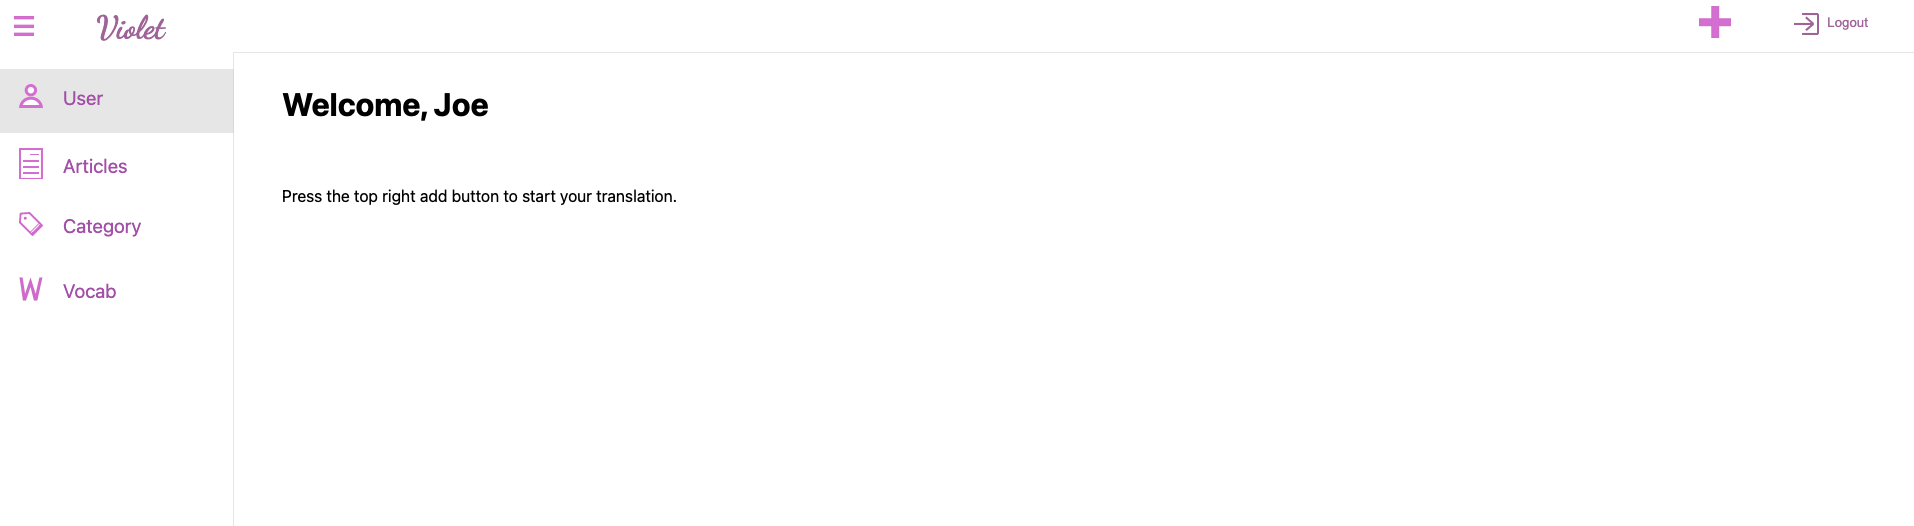 Violet
Logout
User
Articles
Category
Vocab
Welcome, Joe
Press the top right add button to start your translation.